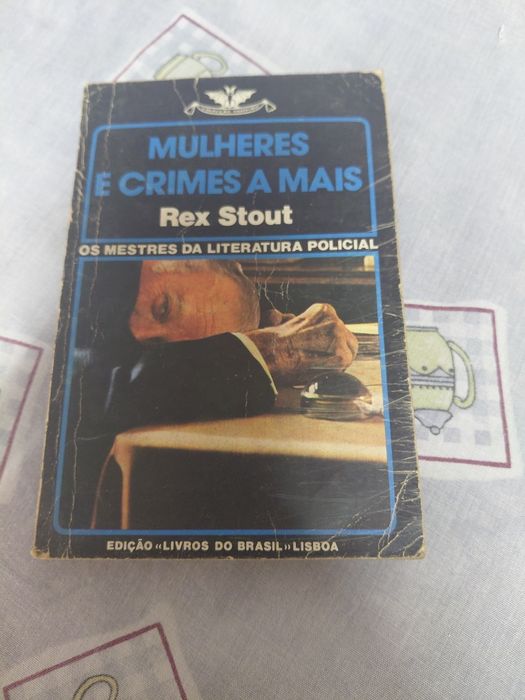 MULHERES
E CRIMES A MAIS
Rex Stout
OS MESTRES DA LITERATURA POLICIAL
EDIÇÃO «LIVROS DO BRASIL» LISBOA